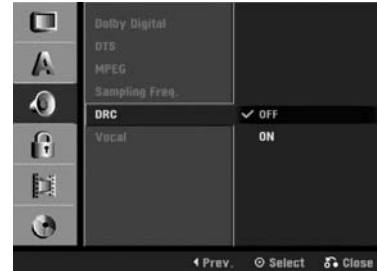 Dolby Digital
DTS
MPEG
Sampling Freq.
DRC
OFF
Vocal
ON
Prev.
Select
Close